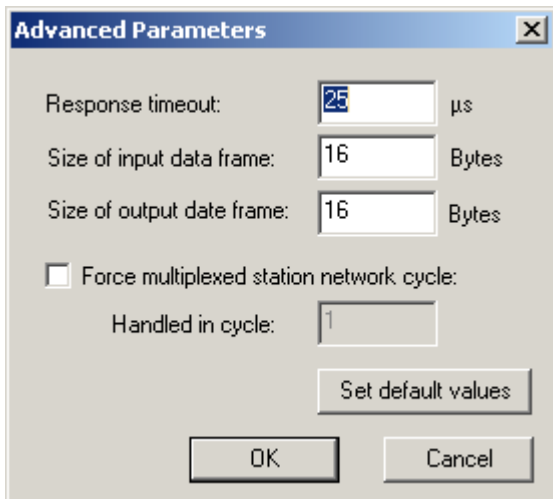 Advanced Parameters
Response timeout: 25 µs
Size of input data frame: 16 Bytes
Size of output date frame: 16 Bytes
Force multiplexed station network cycle:
Handled in cycle: 1
Set default values
OK Cancel